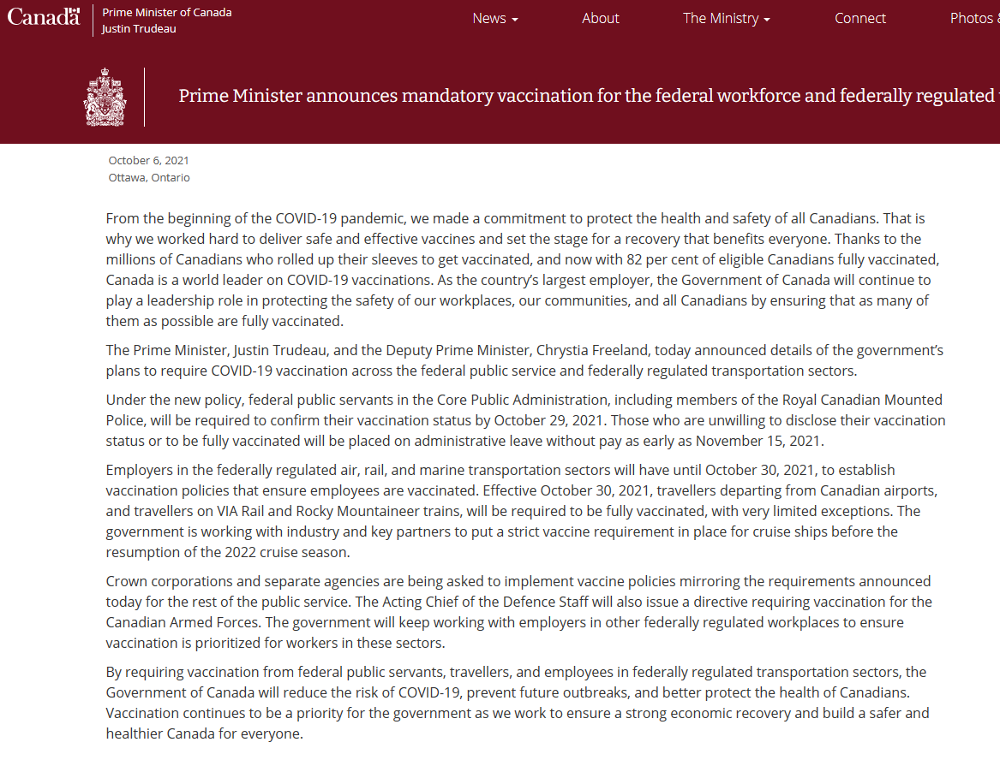 Canada
Prime Minister of Canada
Justin Trudeau
News
About
The Ministry
Connect
Photos &
Prime Minister announces mandatory vaccination for the federal workforce and federally regulated
October 6, 2021
Ottawa, Ontario
From the beginning of the COVID-19 pandemic, we made a commitment to protect the health and safety of all Canadians. That is
why we worked hard to deliver safe and effective vaccines and set the stage for a recovery that benefits everyone. Thanks to the
millions of Canadians who rolled up their sleeves to get vaccinated, and now with 82 per cent of eligible Canadians fully vaccinated,
Canada is a world leader on COVID-19 vaccinations. As the country’s largest employer, the Government of Canada will continue to
play a leadership role in protecting the safety of our workplaces, our communities, and all Canadians by ensuring that as many of
them as possible are fully vaccinated.
The Prime Minister, Justin Trudeau, and the Deputy Prime Minister, Chrystia Freeland, today announced details of the government’s
plans to require COVID-19 vaccination across the federal public service and federally regulated transportation sectors.
Under the new policy, federal public servants in the Core Public Administration, including members of the Royal Canadian Mounted
Police, will be required to confirm their vaccination status by October 29, 2021. Those who are unwilling to disclose their vaccination
status or to be fully vaccinated will be placed on administrative leave without pay as early as November 15, 2021.
Employers in the federally regulated air, rail, and marine transportation sectors will have until October 30, 2021, to establish
vaccination policies that ensure employees are vaccinated. Effective October 30, 2021, travellers departing from Canadian airports,
and travellers on VIA Rail and Rocky Mountaineer trains, will be required to be fully vaccinated, with very limited exceptions. The
government is working with industry and key partners to put a strict vaccine requirement in place for cruise ships before the
resumption of the 2022 cruise season.
Crown corporations and separate agencies are being asked to implement vaccine policies mirroring the requirements announced
today for the rest of the public service. The Acting Chief of the Defence Staff will also issue a directive requiring vaccination for the
Canadian Armed Forces. The government will keep working with employers in other federally regulated workplaces to ensure
vaccination is prioritized for workers in these sectors.
By requiring vaccination from federal public servants, travellers, and employees in federally regulated transportation sectors, the
Government of Canada will reduce the risk of COVID-19, prevent future outbreaks, and better protect the health of Canadians.
Vaccination continues to be a priority for the government as we work to ensure a strong economic recovery and build a safer and
healthier Canada for everyone.